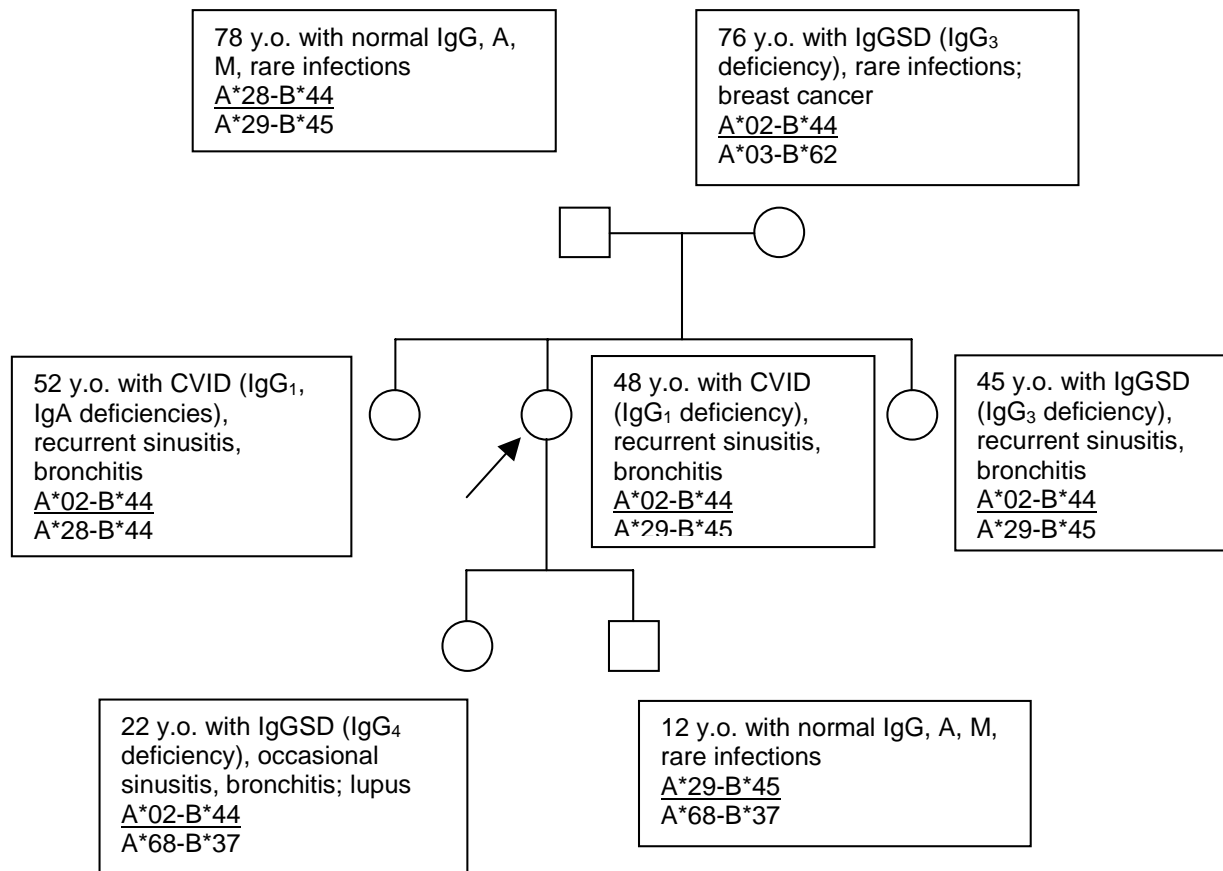 78 y.o. with normal IgG, A,
M, rare infections
A*28-B*44
A*29-B*45
76 y.o. with IgGSD (IgG₃
deficiency), rare infections;
breast cancer
A*02-B*44
A*03-B*62
52 y.o. with CVID (IgG₁,
IgA deficiencies),
recurrent sinusitis,
bronchitis
A*02-B*44
A*28-B*44
48 y.o. with CVID
(IgG₁ deficiency),
recurrent sinusitis,
bronchitis
A*02-B*44
A*29-B*45
45 y.o. with IgGSD
(IgG₃ deficiency),
recurrent sinusitis,
bronchitis
A*02-B*44
A*29-B*45
22 y.o. with IgGSD (IgG₄
deficiency), occasional
sinusitis, bronchitis; lupus
A*02-B*44
A*68-B*37
12 y.o. with normal IgG, A, M,
rare infections
A*29-B*45
A*68-B*37